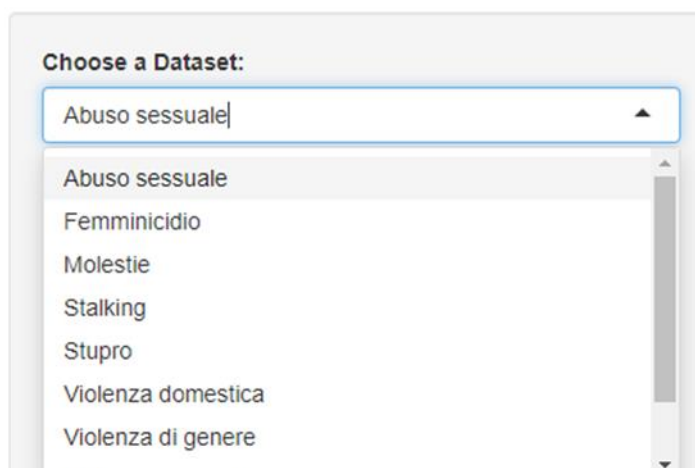 Choose a Dataset:
Abuso sessuale
Abuso sessuale
Femminicidio
Molestie
Stalking
Stupro
Violenza domestica
Violenza di genere